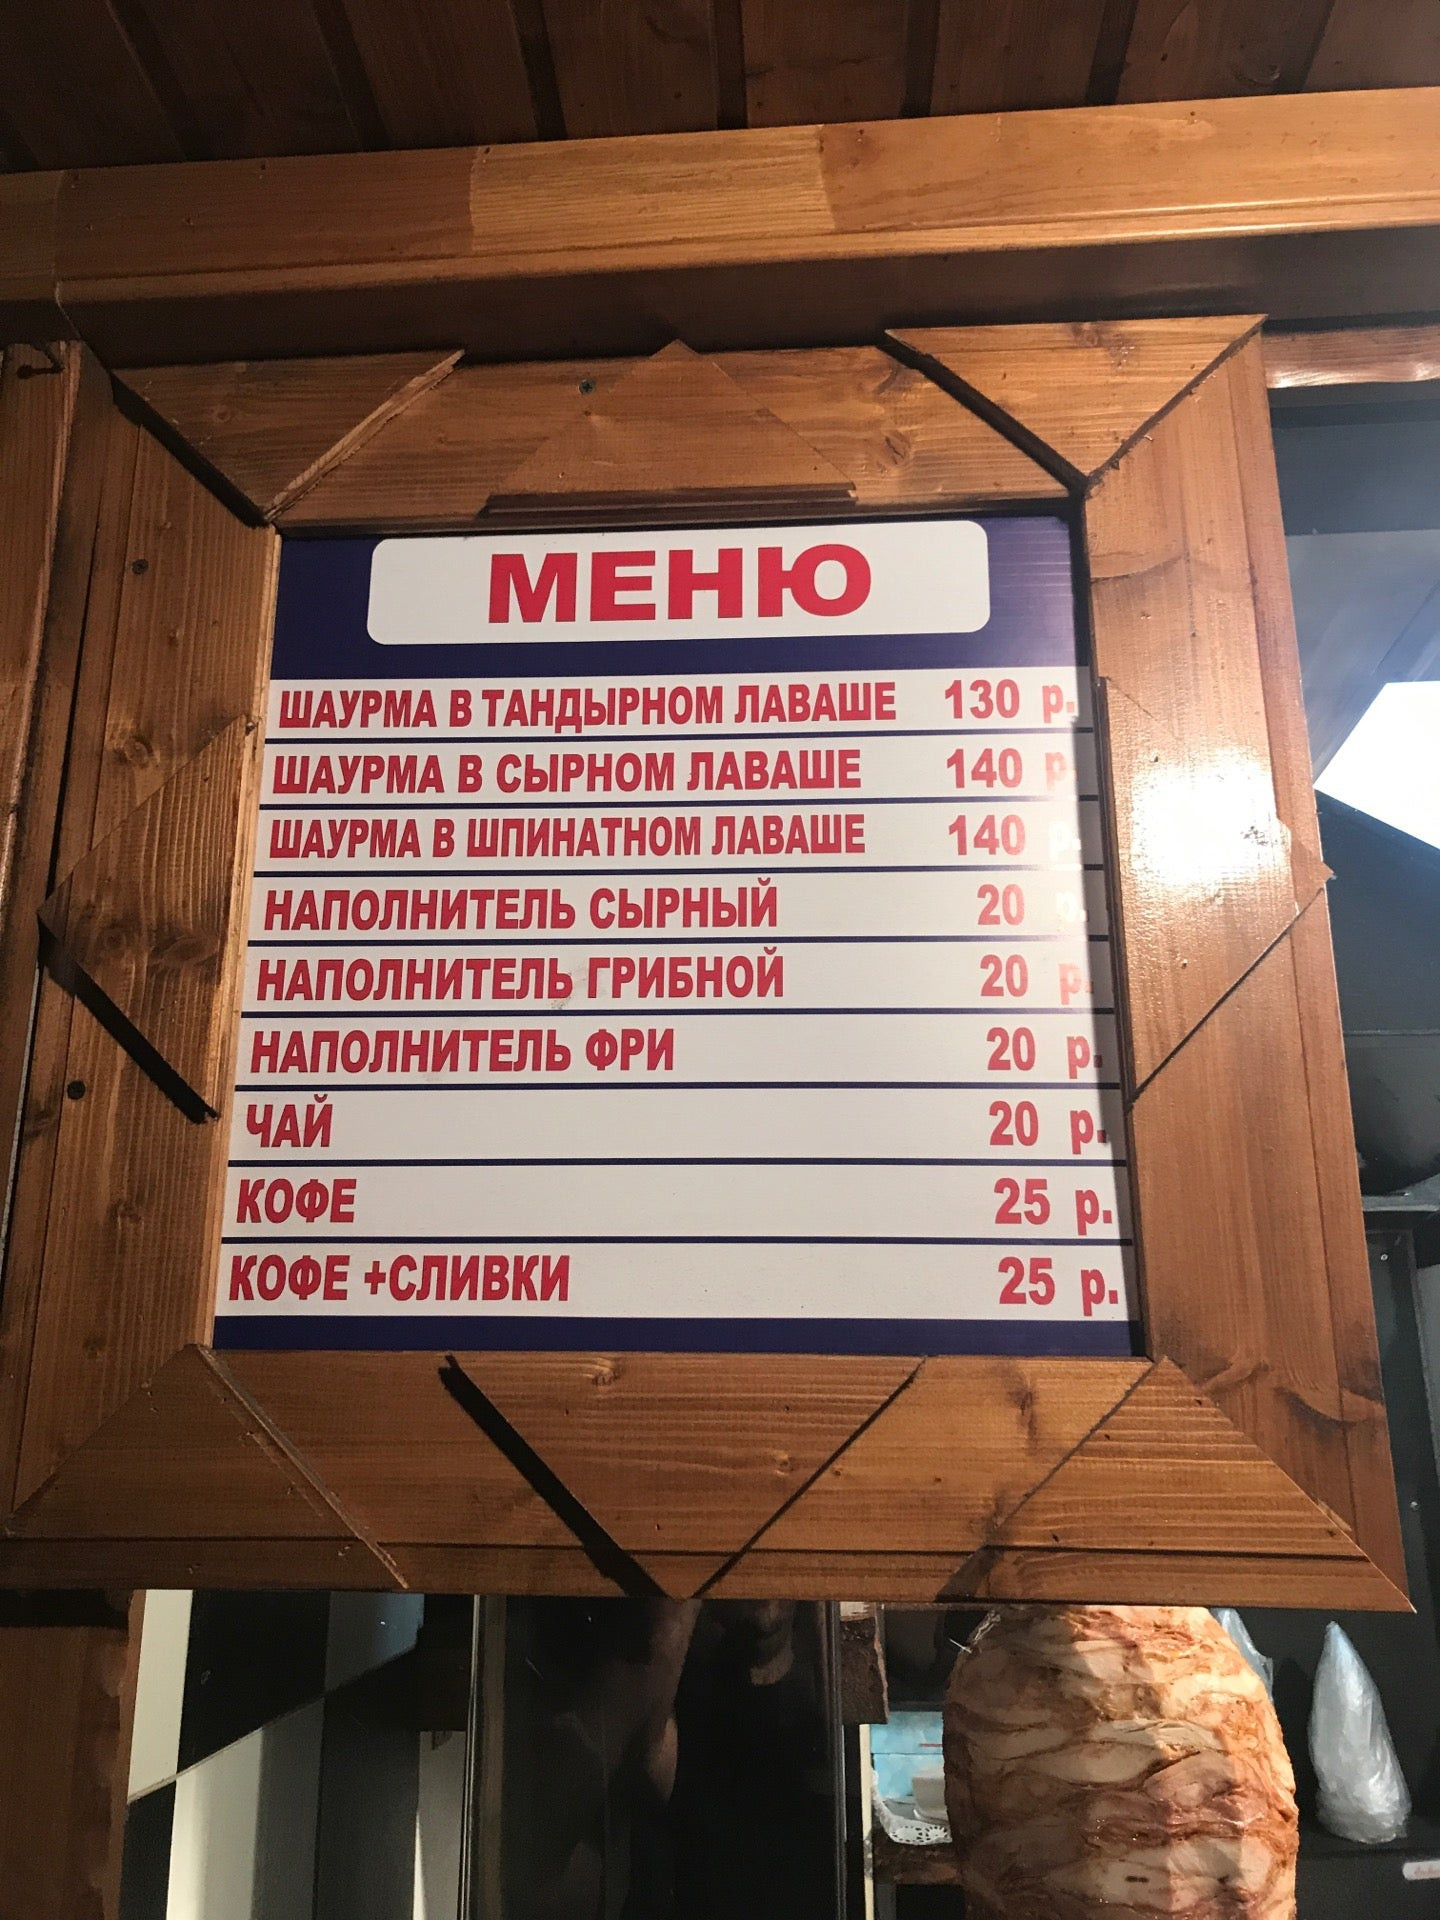 МЕНЮ
ШАУРМА В ТАНДЫРНОМ ЛАВАШЕ 130 р.
ШАУРМА В СЫРНОМ ЛАВАШЕ 140 р.
ШАУРМА В ШПИНАТНОМ ЛАВАШЕ 140 р.
НАПОЛНИТЕЛЬ СЫРНЫЙ 20 р.
НАПОЛНИТЕЛЬ ГРИБНОЙ 20 р.
НАПОЛНИТЕЛЬ ФРИ 20 р.
ЧАЙ 20 р.
КОФЕ 25 р.
КОФЕ +СЛИВКИ 25 р.